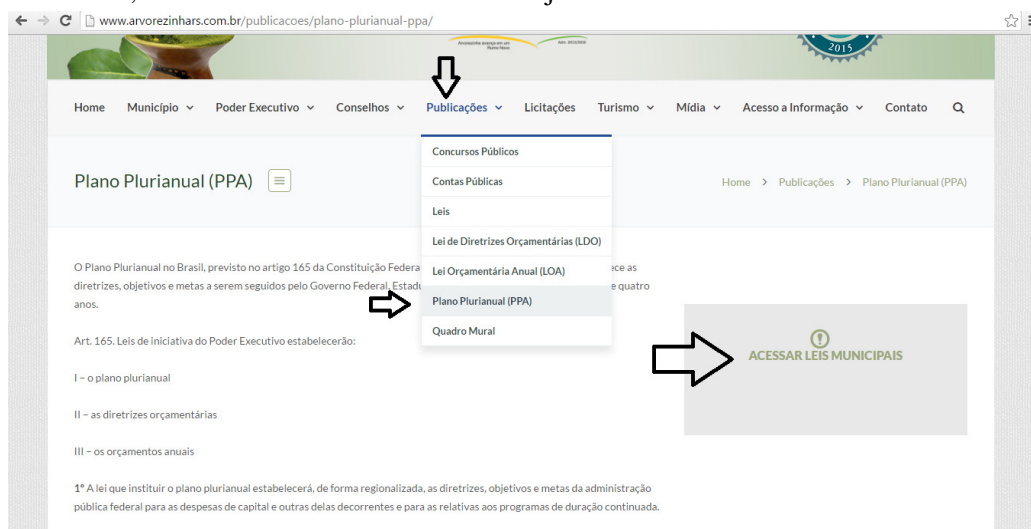 www.arvorezinhars.com.br/publicacoes/plano-plurianual-ppa/
2015
Home Município Poder Executivo Conselhos Publicações Licitações Turismo Mídia Acesso a Informação Contato
Concursos Públicos
Contas Públicas
Leis
Lei de Diretrizes Orçamentárias (LDO)
Lei Orçamentária Anual (LOA)
Plano Plurianual (PPA)
Quadro Mural
Plano Plurianual (PPA)
Home > Publicações > Plano Plurianual (PPA)
O Plano Plurianual no Brasil, previsto no artigo 165 da Constituição Federa ece as
diretrizes, objetivos e metas a serem seguidos pelo Governo Federal, Estadu e quatro
anos.
Art. 165. Leis de iniciativa do Poder Executivo estabelecerão:
I – o plano plurianual
II – as diretrizes orçamentárias
III – os orçamentos anuais
1º A lei que instituir o plano plurianual estabelecerá, de forma regionalizada, as diretrizes, objetivos e metas da administração
pública federal para as despesas de capital e outras delas decorrentes e para as relativas aos programas de duração continuada.
ACESSAR LEIS MUNICIPAIS